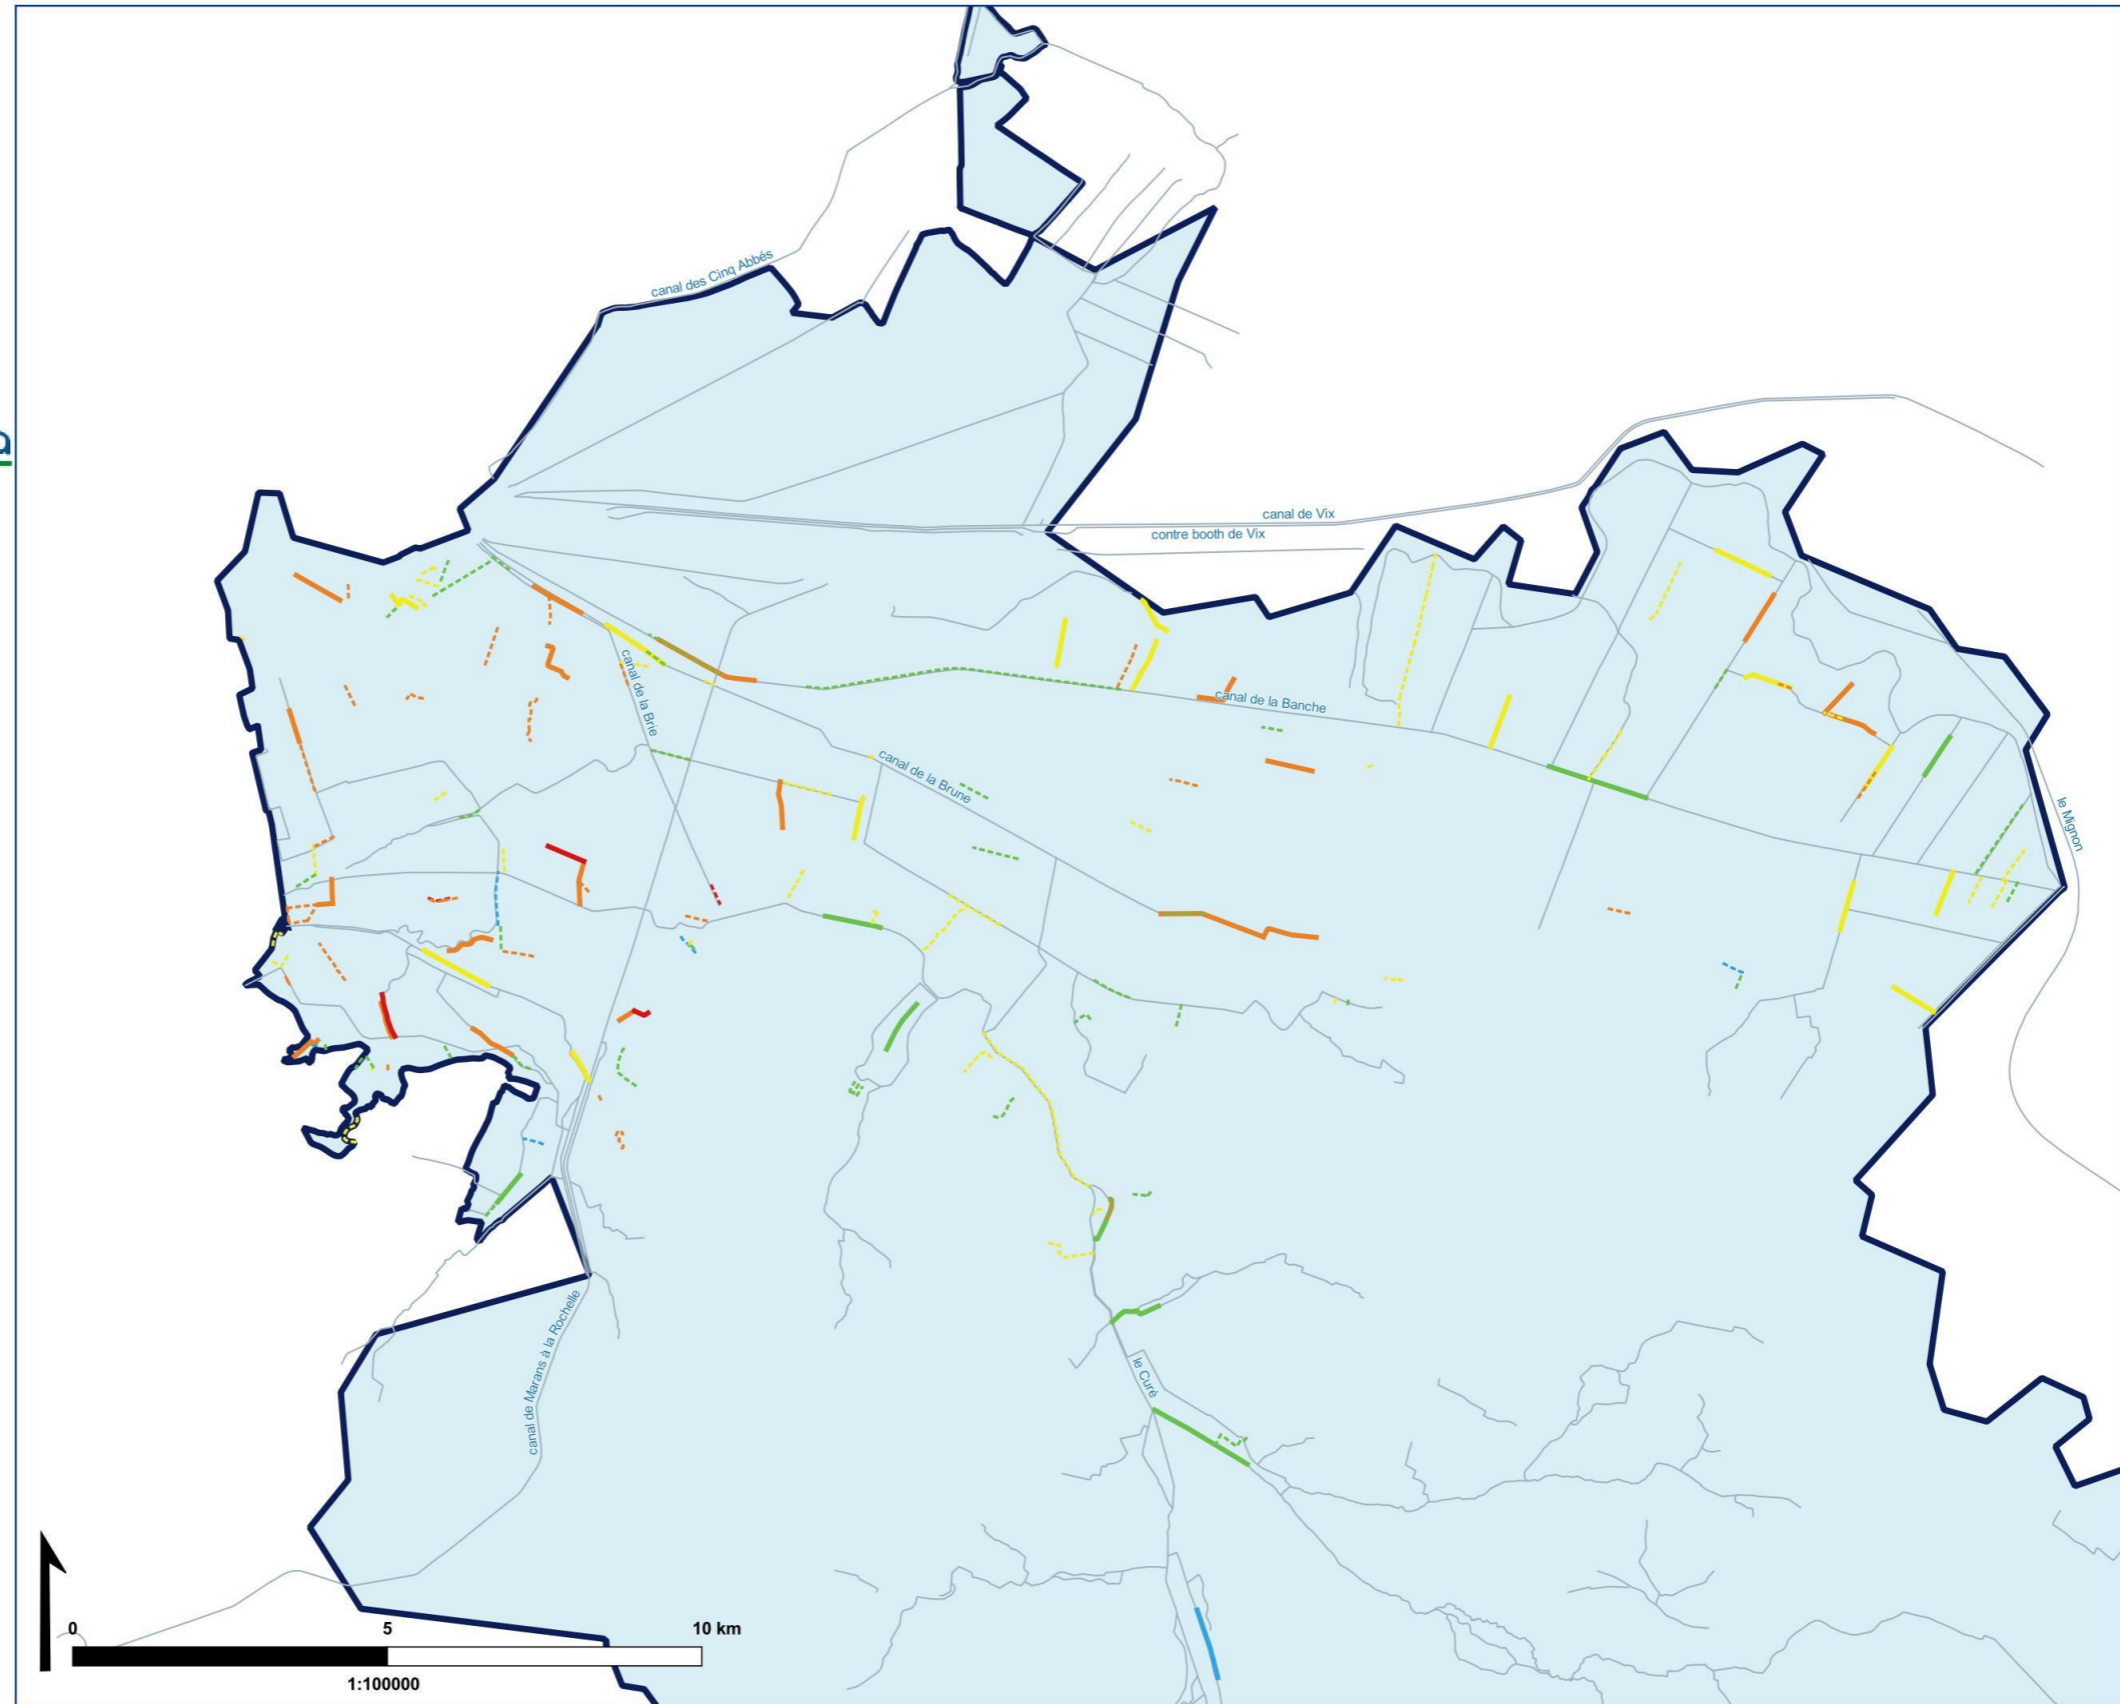 canal des Cinq Abbés
canal de Vix
contre booth de Vix
canal de la Brie
canal de la Banche
canal de la Brune
le Mignon
canal de Marans à la Rochelle
le Curé
0 5 10 km
1:100000